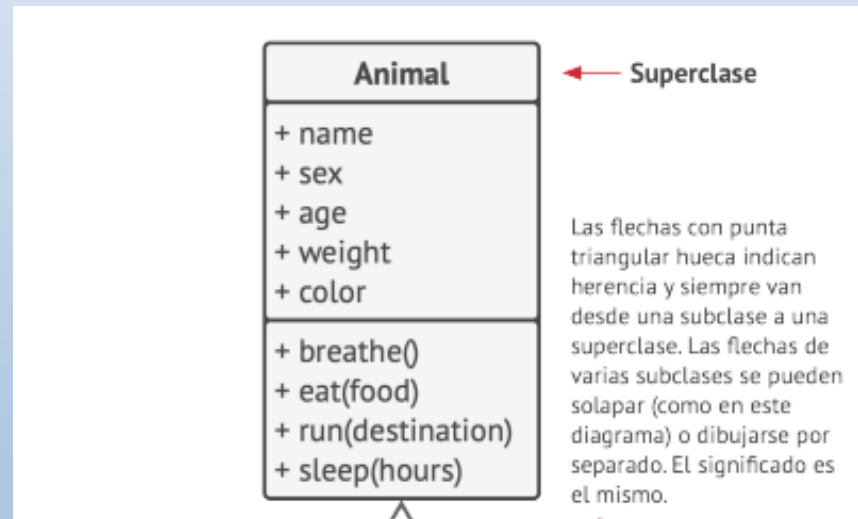 Animal
Superclase
+ name
+ sex
+ age
+ weight
+ color
+ breathe()
+ eat(food)
+ run(destination)
+ sleep(hours)
Las flechas con punta
triangular hueca indican
herencia y siempre van
desde una subclase a una
superclase. Las flechas de
varias subclases se pueden
solapar (como en este
diagrama) o dibujarse por
separado. El significado es
el mismo.